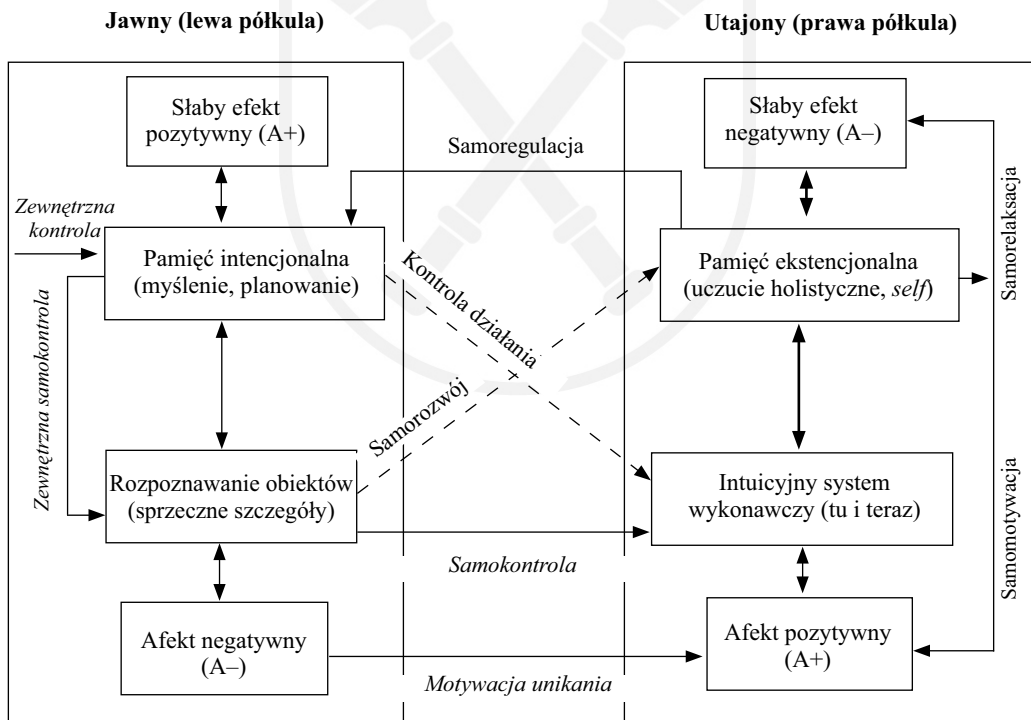 Jawny (lewa półkula)
Utajony (prawa półkula)
Słaby efekt
pozytywny (A+)
Słaby efekt
negatywny (A–)
Samoregulacja
Zewnętrzna
kontrola
Pamięć intencjonalna
(myślenie, planowanie)
Kontrola działania
Pamięć ekstencjonalna
(uczucie holistyczne, self)
Samorelaksacja
Zewnętrzna samokontrola
Samorozwój
Rozpoznawanie obiektów
(sprzeczne szczegóły)
Intuicyjny system
wykonawczy (tu i teraz)
Samomotywacja
Samokontrola
Afekt negatywny
(A–)
Afekt pozytywny
(A+)
Motywacja unikania